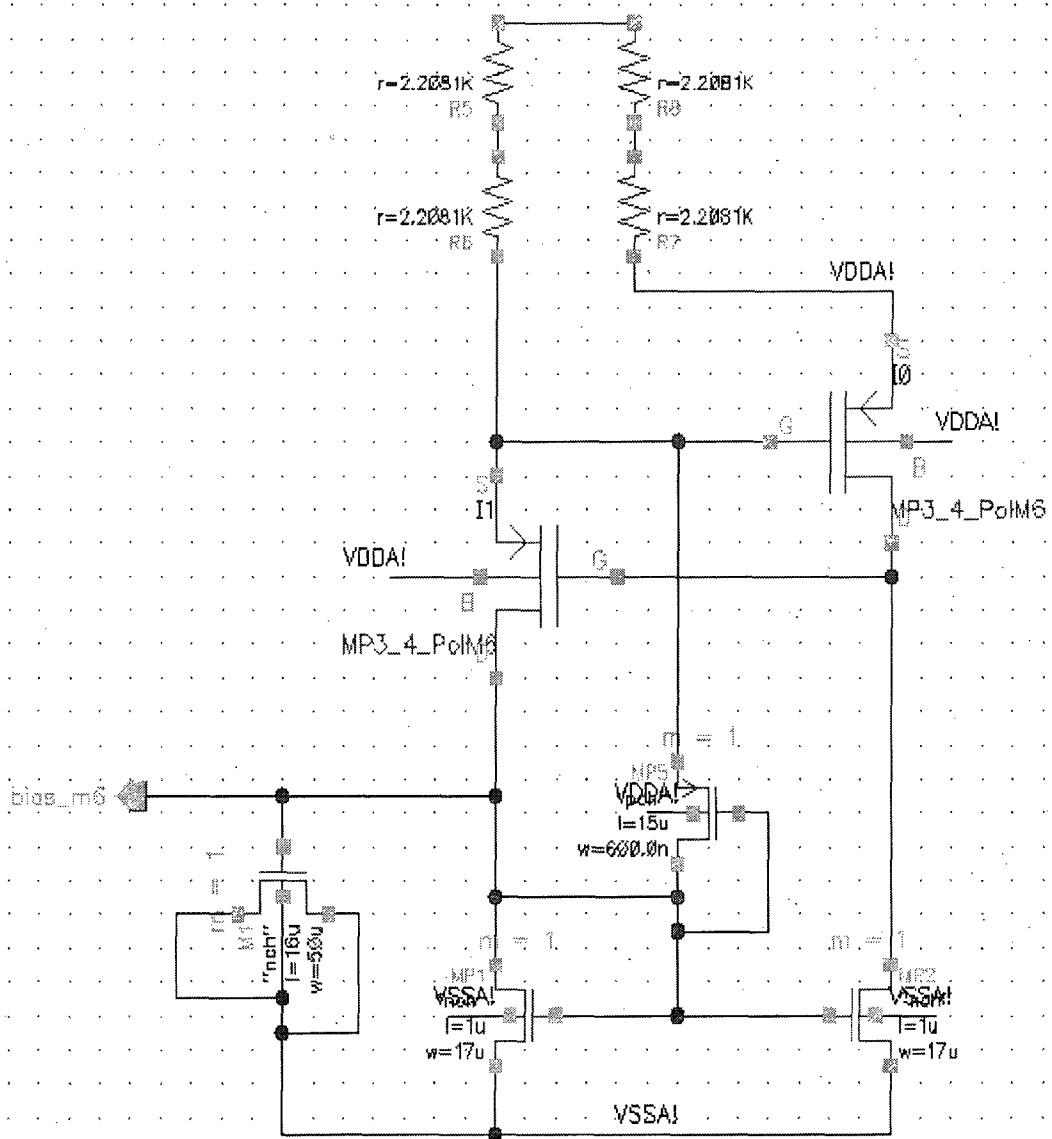 r=2.2081K
r=2.2081K
R5
R8
r=2.2081K
r=2.2081K
R6
R7
VDDA!
S
I0
G
VDDA!
B
S
I1
MP3_4_PolM6
VDDA!
G
B
MP3_4_PolM6
m = 1
bias_m6
MP5
VDDA!
l=15u
w=600.0n
m = 1
M1
"nch"
l=16u
w=50u
m = 1
m = 1
MP1
MP2
VSSA!
VSSA!
l=1u
l=1u
w=17u
w=17u
VSSA!